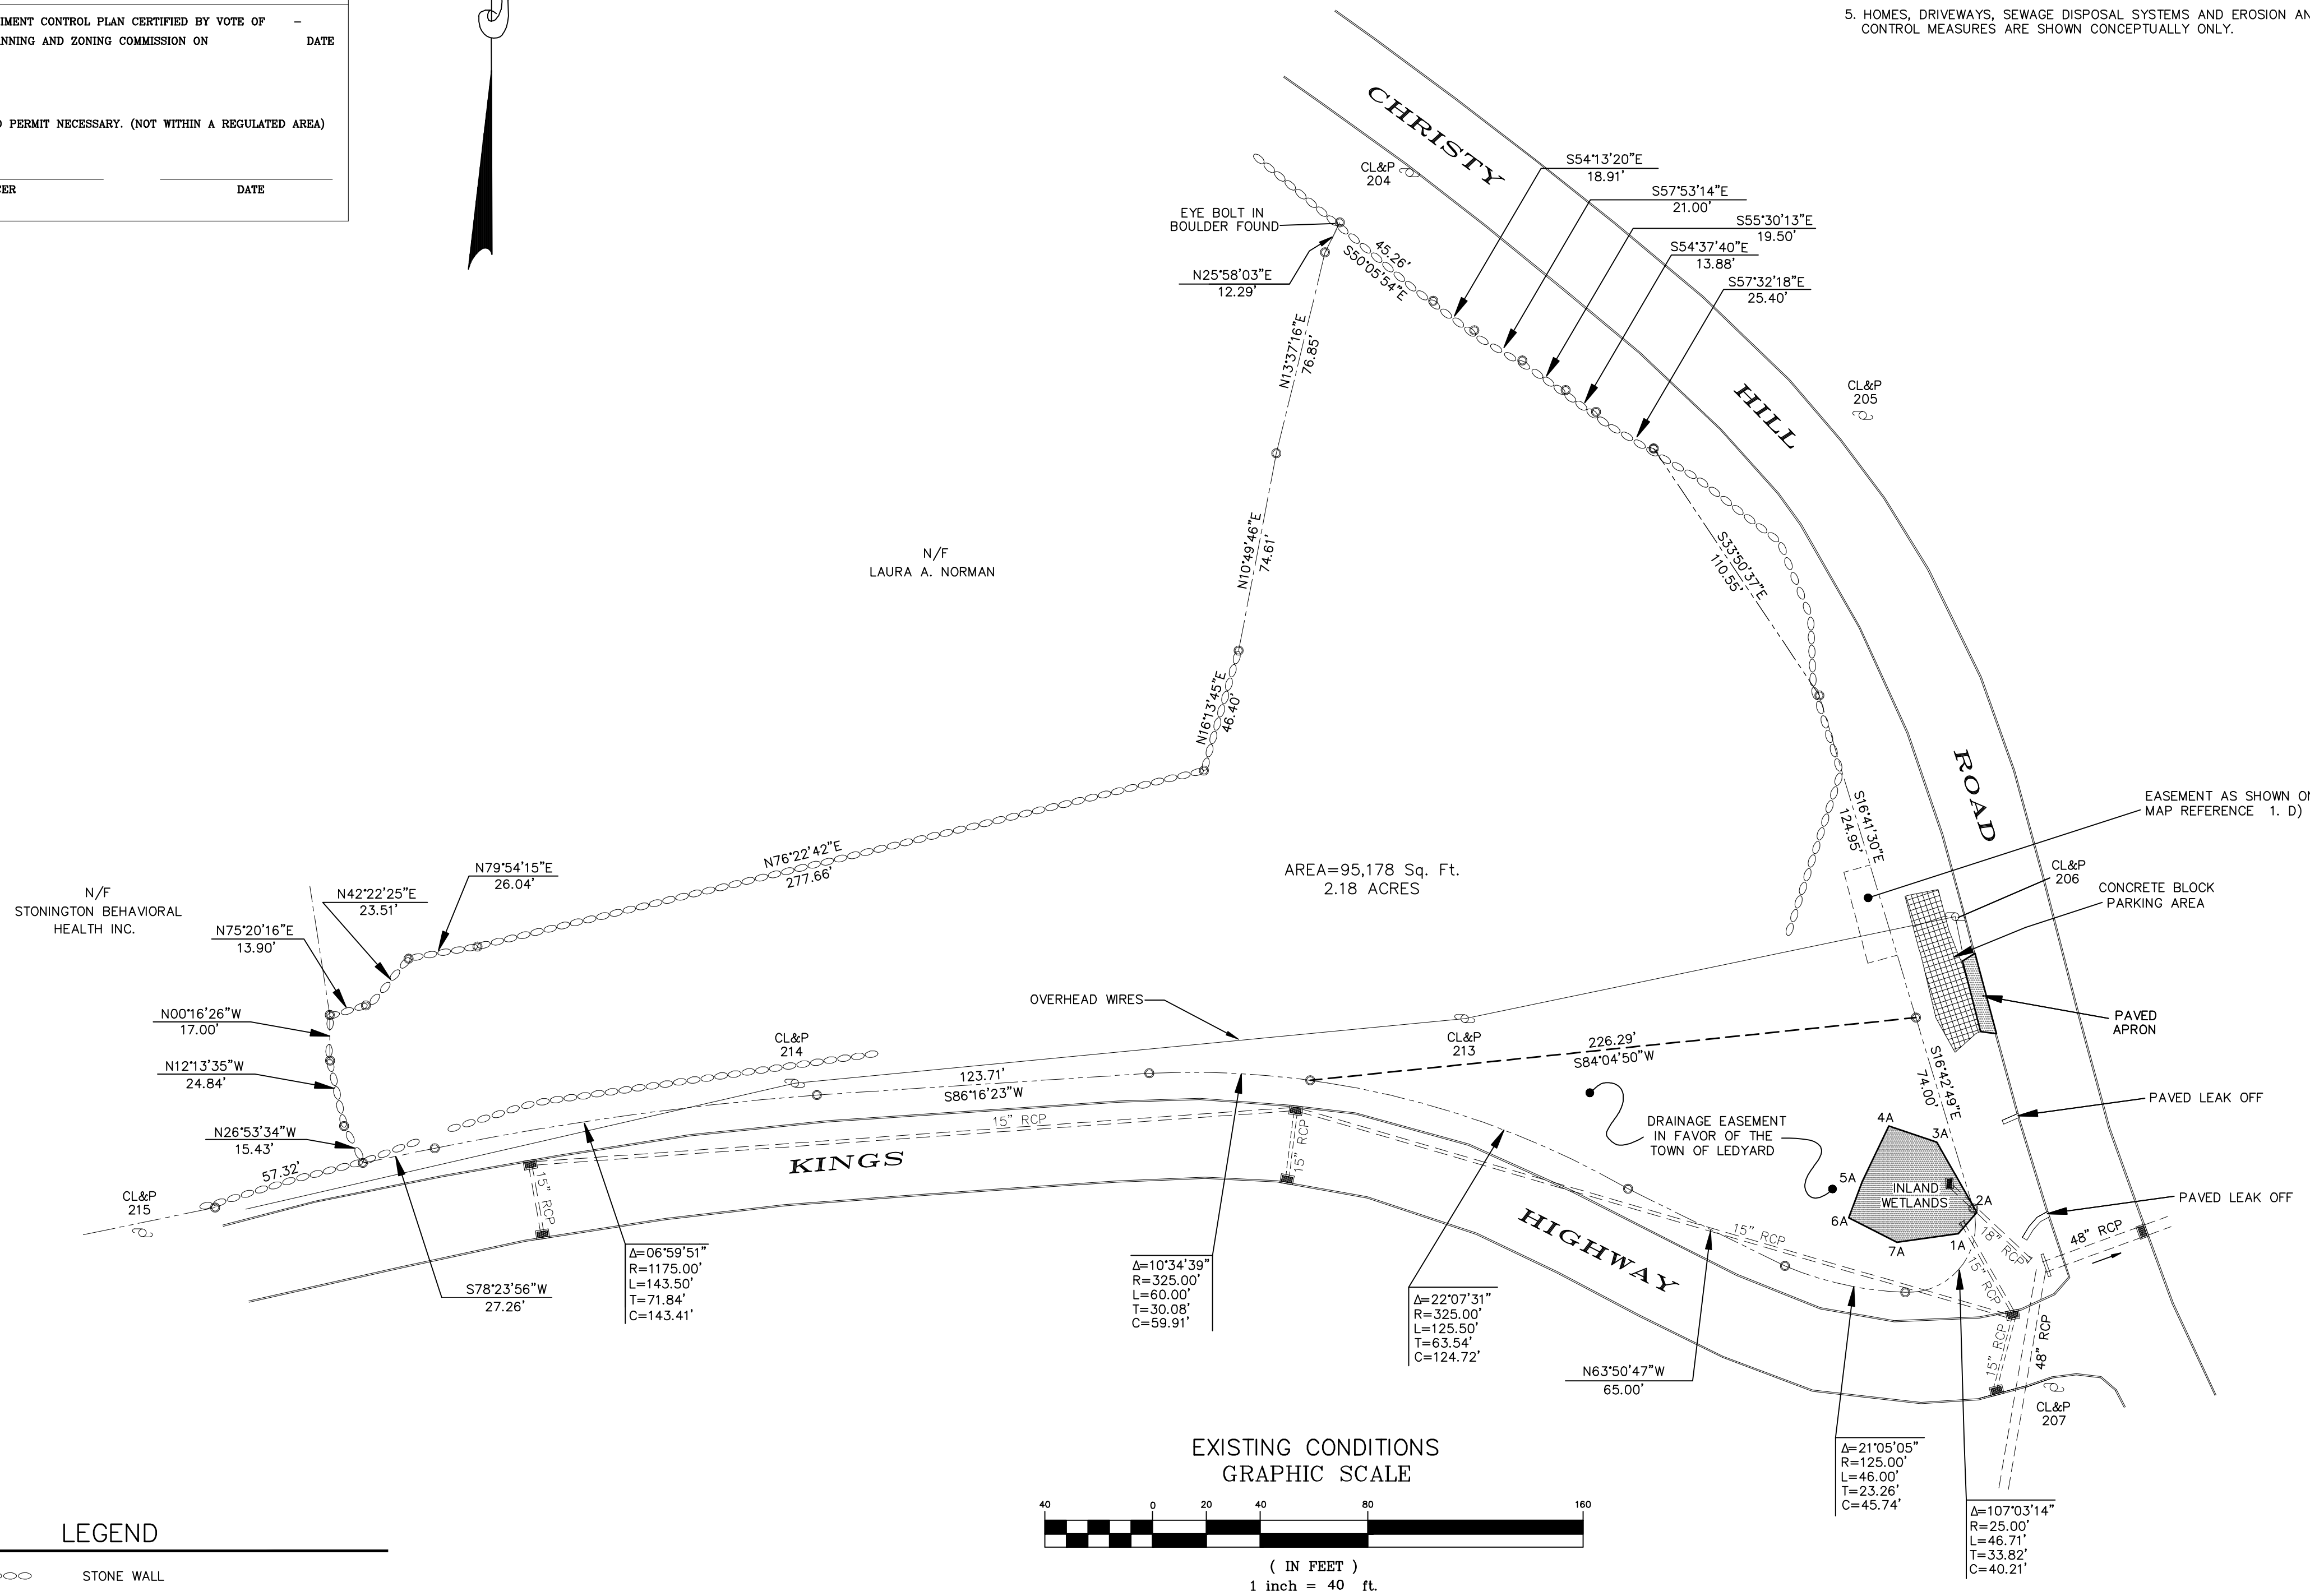 IMENT CONTROL PLAN CERTIFIED BY VOTE OF –
NNING AND ZONING COMMISSION ON DATE
PERMIT NECESSARY. (NOT WITHIN A REGULATED AREA)
CER DATE
5. HOMES, DRIVEWAYS, SEWAGE DISPOSAL SYSTEMS AND EROSION AN
CONTROL MEASURES ARE SHOWN CONCEPTUALLY ONLY.
CHRISTY
HILL
ROAD
CL&P
204
S54°13'20"E
18.91'
S57°53'14"E
21.00'
S55°30'13"E
19.50'
S54°37'40"E
13.88'
S57°32'18"E
25.40'
EYE BOLT IN
BOULDER FOUND
45.26'
S50°05'54"E
N25°58'03"E
12.29'
N13°37'16"E
76.85'
CL&P
205
N10°49'46"E
74.61'
S33°50'37"E
110.55'
N/F
LAURA A. NORMAN
N16°13'45"E
46.40'
S16°41'30"E
124.95'
EASEMENT AS SHOWN ON
MAP REFERENCE 1. D)
N76°22'42"E
277.66'
AREA=95,178 Sq. Ft.
2.18 ACRES
CL&P
206
CONCRETE BLOCK
PARKING AREA
N/F
STONINGTON BEHAVIORAL
HEALTH INC.
N79°54'15"E
26.04'
N42°22'25"E
23.51'
N75°20'16"E
13.90'
N00°16'26"W
17.00'
N12°13'35"W
24.84'
N26°53'34"W
15.43'
57.32'
CL&P
215
OVERHEAD WIRES
CL&P
214
CL&P
213
226.29'
S84°04'50"W
PAVED
APRON
S16°42'49"E
74.00'
PAVED LEAK OFF
123.71'
S86°16'23"W
15" RCP
15" RCP
15" RCP
KINGS
HIGHWAY
DRAINAGE EASEMENT
IN FAVOR OF THE
TOWN OF LEDYARD
4A
3A
5A
2A
6A
7A
1A
INLAND
WETLANDS
PAVED LEAK OFF
48" RCP
18" RCP
15" RCP
15" RCP
15" RCP
48" RCP
CL&P
207
S78°23'56"W
27.26'
Δ=06°59'51"
R=1175.00'
L=143.50'
T=71.84'
C=143.41'
Δ=10°34'39"
R=325.00'
L=60.00'
T=30.08'
C=59.91'
Δ=22°07'31"
R=325.00'
L=125.50'
T=63.54'
C=124.72'
N63°50'47"W
65.00'
Δ=21°05'05"
R=125.00'
L=46.00'
T=23.26'
C=45.74'
Δ=107°03'14"
R=25.00'
L=46.71'
T=33.82'
C=40.21'
EXISTING CONDITIONS
GRAPHIC SCALE
40 0 20 40 80 160
( IN FEET )
1 inch = 40 ft.
LEGEND
STONE WALL